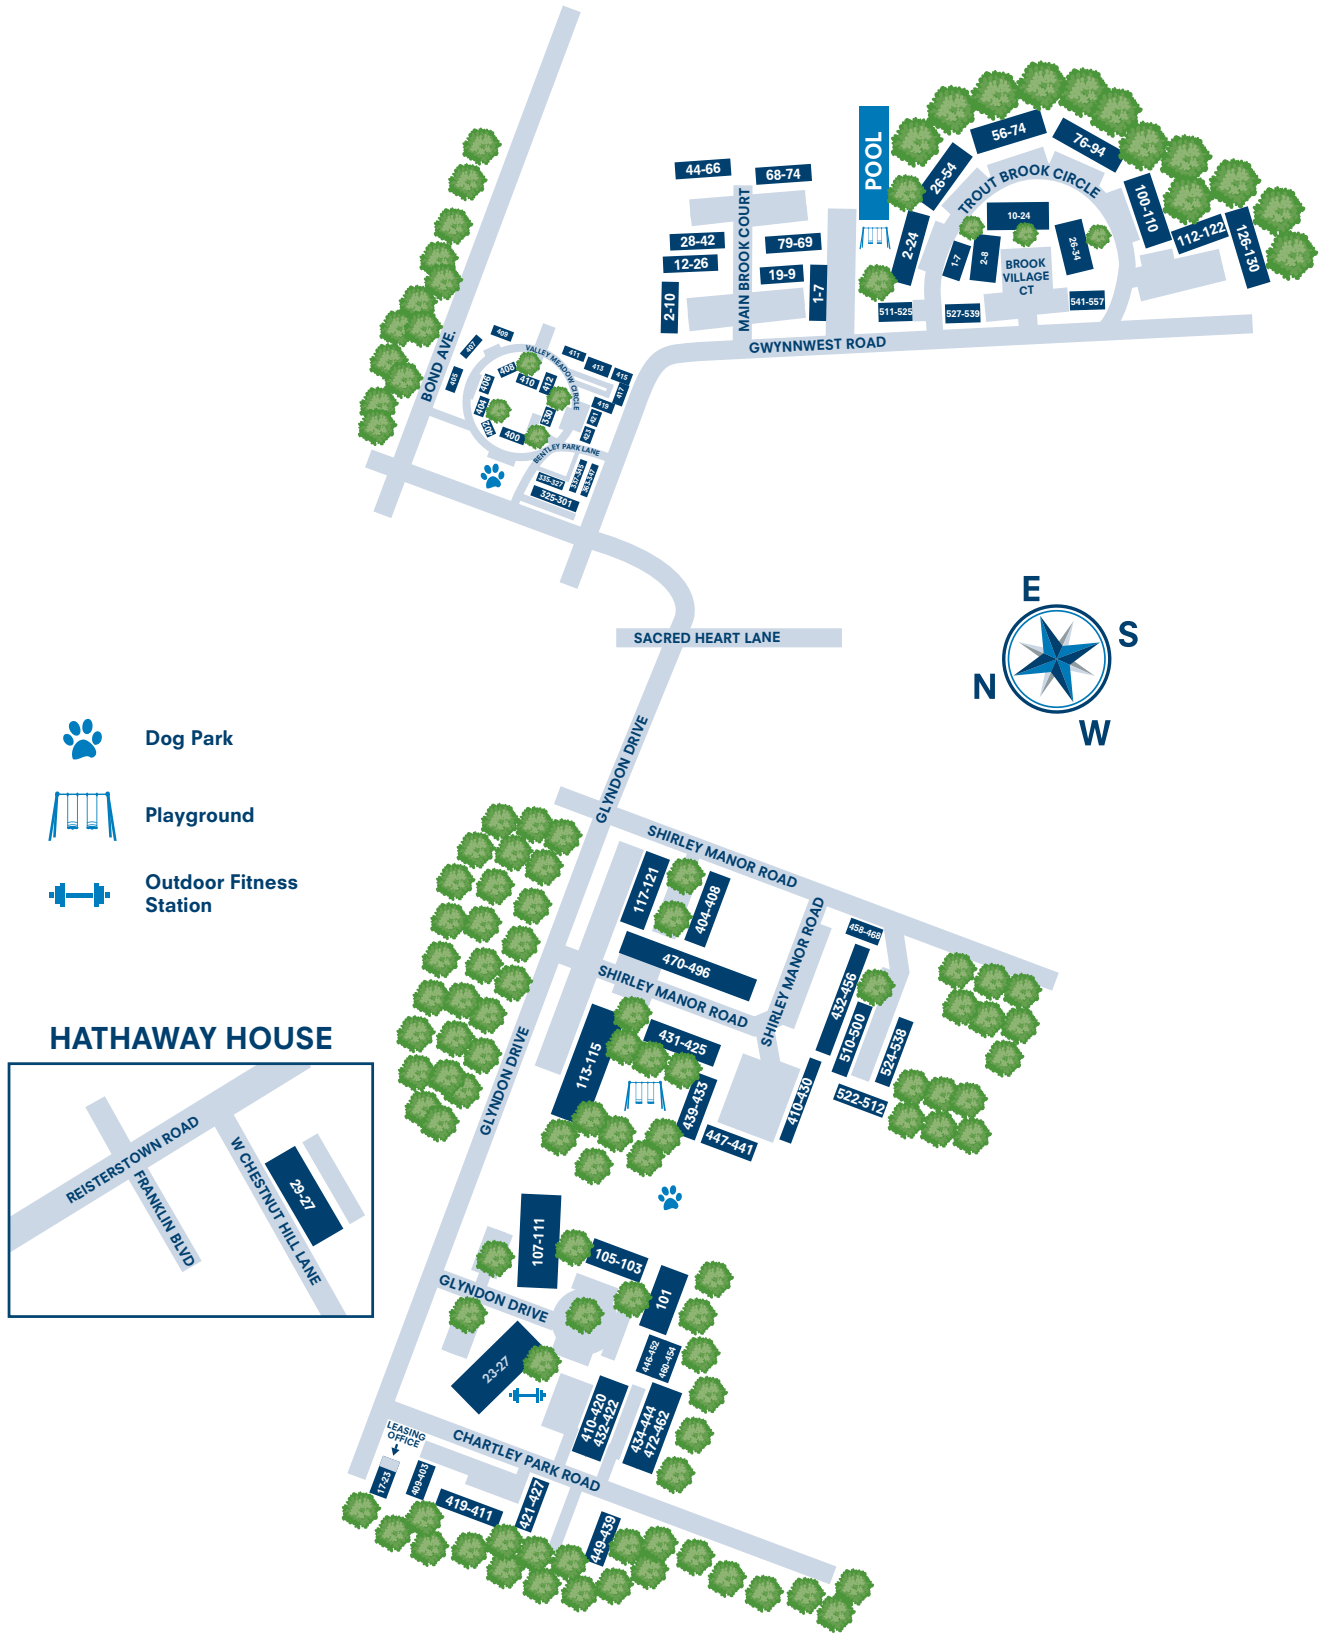 44-66
68-74
28-42
79-69
12-26
19-9
2-10
1-7
MAIN BROOK COURT
POOL
56-74
76-94
26-54
TROUT BROOK CIRCLE
100-110
112-122
126-130
2-24
10-24
1-7
2-8
26-34
BROOK
VILLAGE
CT
511-525
527-539
541-557
GWYNNWEST ROAD
BOND AVE.
409
407
405
VALLEY MEADOW CIRCLE
411
413
415
417
419
421
423
408
406
410
412
404
402
400
330
BENTLEY PARK LANE
335-327
325-301
337-345
363-347
E
S
N
W
SACRED HEART LANE
GLYNDON DRIVE
Dog Park
Playground
Outdoor Fitness
Station
SHIRLEY MANOR ROAD
117-121
404-408
470-496
SHIRLEY MANOR ROAD
SHIRLEY MANOR ROAD
458-468
432-456
510-500
524-538
522-512
410-430
431-425
113-115
439-433
447-441
GLYNDON DRIVE
HATHAWAY HOUSE
REISTERSTOWN ROAD
FRANKLIN BLVD
W CHESTNUT HILL LANE
29-27
107-111
105-103
101
GLYNDON DRIVE
23-27
446-452
460-454
410-420
432-422
434-444
472-462
CHARTLEY PARK ROAD
LEASING
OFFICE
17-23
409-403
419-411
421-427
449-439